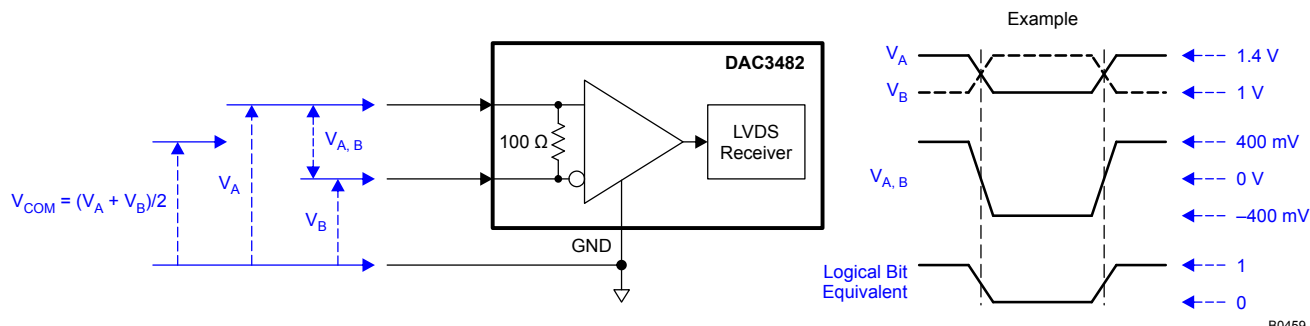 Example
DAC3482
V_A
V_B
1.4 V
1 V
V_A, B
100 Ω
LVDS
Receiver
V_COM = (V_A + V_B)/2
V_A
V_B
GND
V_A, B
400 mV
0 V
–400 mV
Logical Bit
Equivalent
1
0
B0459